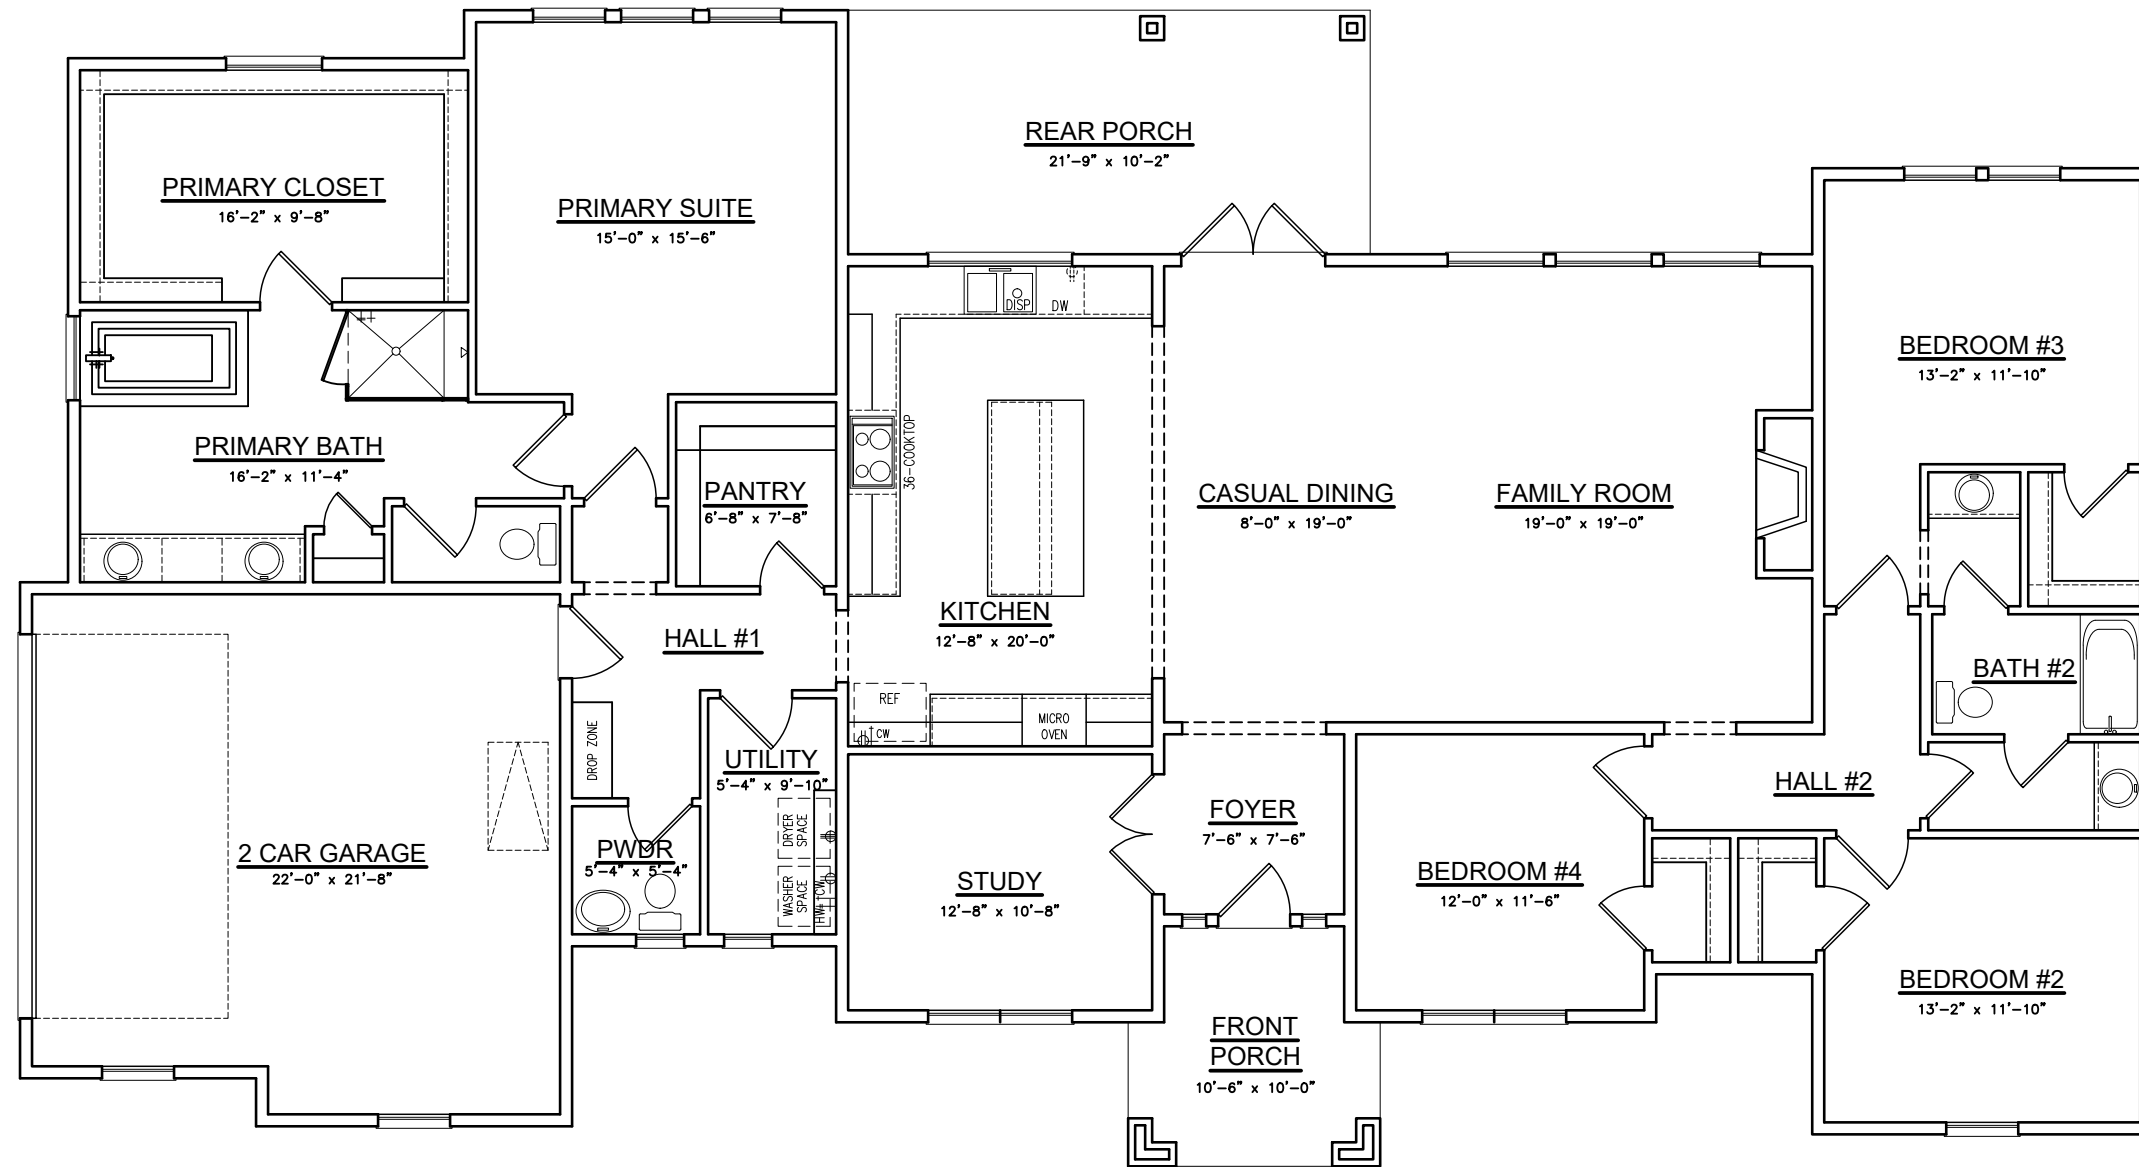 REAR PORCH
21'-9" x 10'-2"
PRIMARY CLOSET
16'-2" x 9'-8"
PRIMARY SUITE
15'-0" x 15'-6"
DISP
DW
BEDROOM #3
13'-2" x 11'-10"
PRIMARY BATH
16'-2" x 11'-4"
36-COOKTOP
PANTRY
6'-8" x 7'-8"
CASUAL DINING
8'-0" x 19'-0"
FAMILY ROOM
19'-0" x 19'-0"
KITCHEN
12'-8" x 20'-0"
HALL #1
BATH #2
REF
CW
MICRO
OVEN
DROP ZONE
UTILITY
5'-4" x 9'-10"
HALL #2
DRYER
SPACE
FOYER
7'-6" x 7'-6"
2 CAR GARAGE
22'-0" x 21'-8"
PWDR
5'-4" x 5'-4"
WASHER
SPACE
HW
CW
STUDY
12'-8" x 10'-8"
BEDROOM #4
12'-0" x 11'-6"
BEDROOM #2
13'-2" x 11'-10"
FRONT
PORCH
10'-6" x 10'-0"